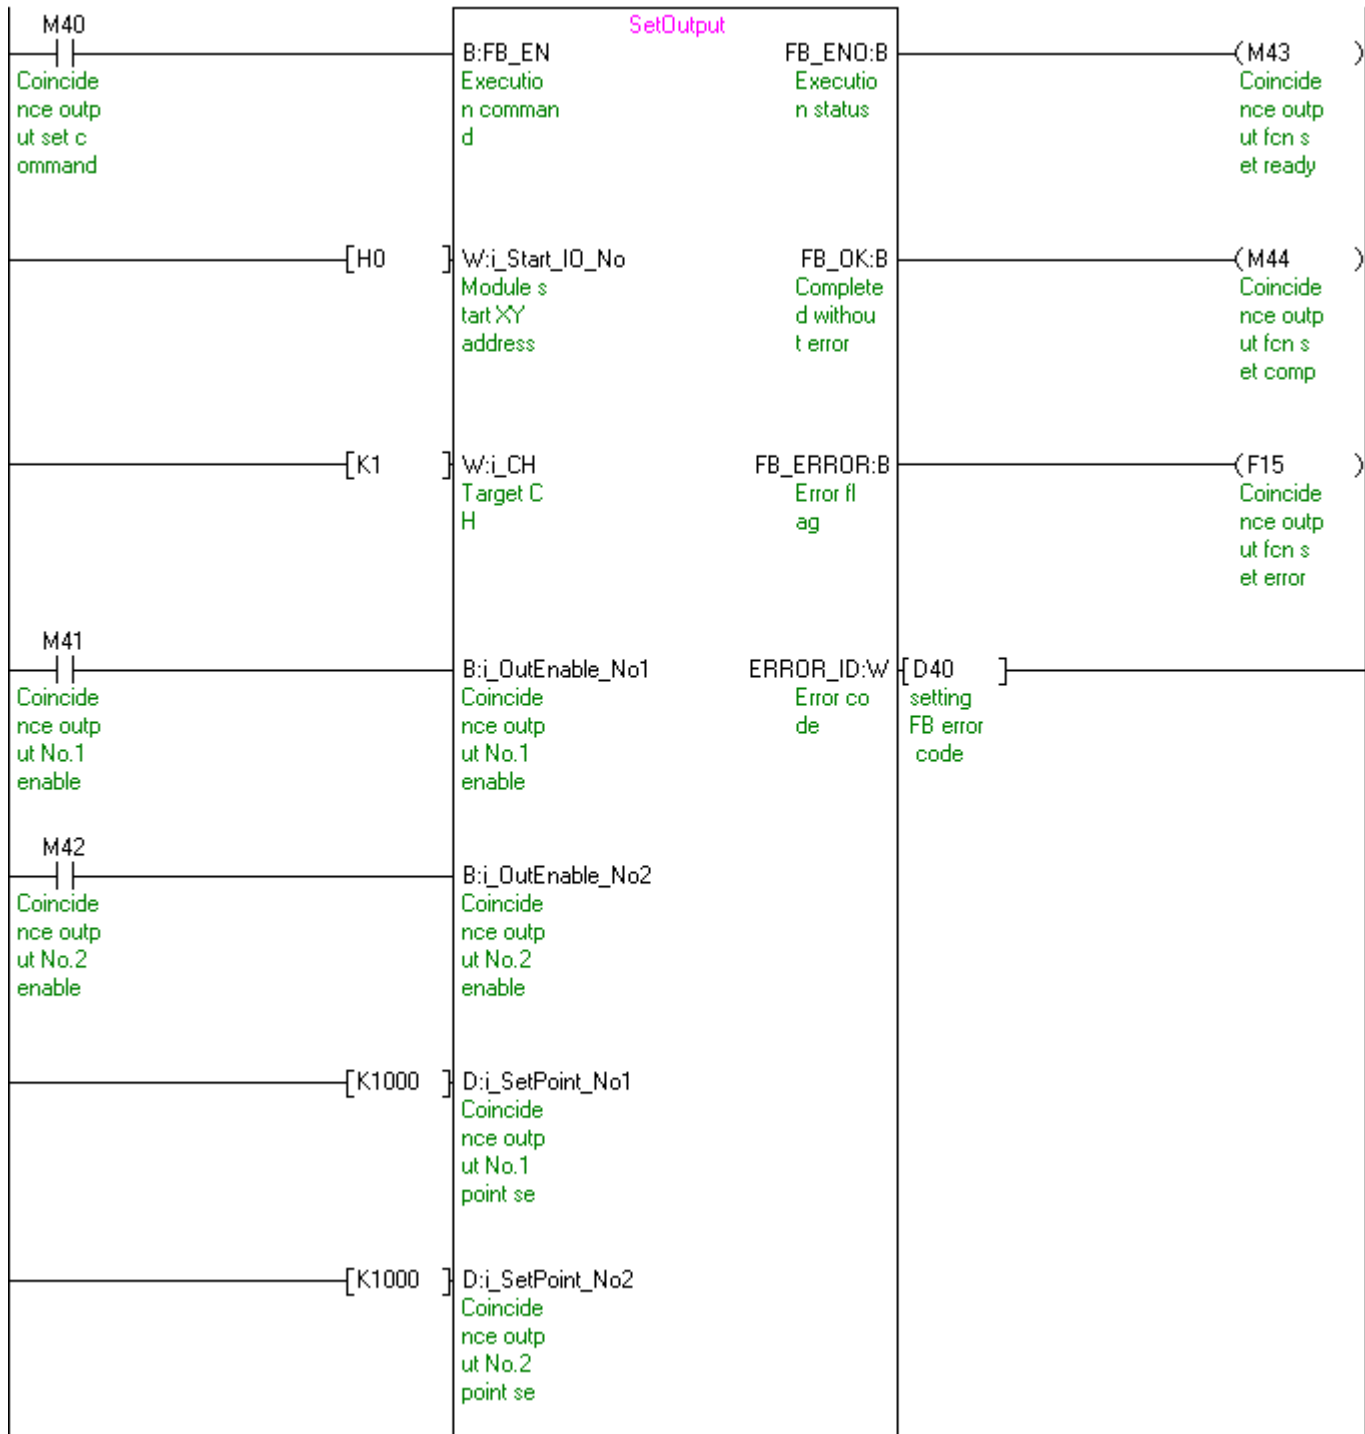 M40
SetOutput
B:FB_EN
FB_ENO:B
(M43 )
Coincide
nce outp
ut set c
ommand
Executio
n comman
d
Executio
n status
Coincide
nce outp
ut fcn s
et ready
[H0 ]
W:i_Start_IO_No
FB_OK:B
(M44 )
Module s
tart XY
address
Complete
d withou
t error
Coincide
nce outp
ut fcn s
et comp
[K1 ]
W:i_CH
FB_ERROR:B
(F15 )
Target C
H
Error fl
ag
Coincide
nce outp
ut fcn s
et error
M41
B:i_OutEnable_No1
ERROR_ID:W
[D40 ]
Coincide
nce outp
ut No.1
enable
Coincide
nce outp
ut No.1
enable
Error co
de
setting
FB error
code
M42
B:i_OutEnable_No2
Coincide
nce outp
ut No.2
enable
Coincide
nce outp
ut No.2
enable
[K1000 ]
D:i_SetPoint_No1
Coincide
nce outp
ut No.1
point se
[K1000 ]
D:i_SetPoint_No2
Coincide
nce outp
ut No.2
point se